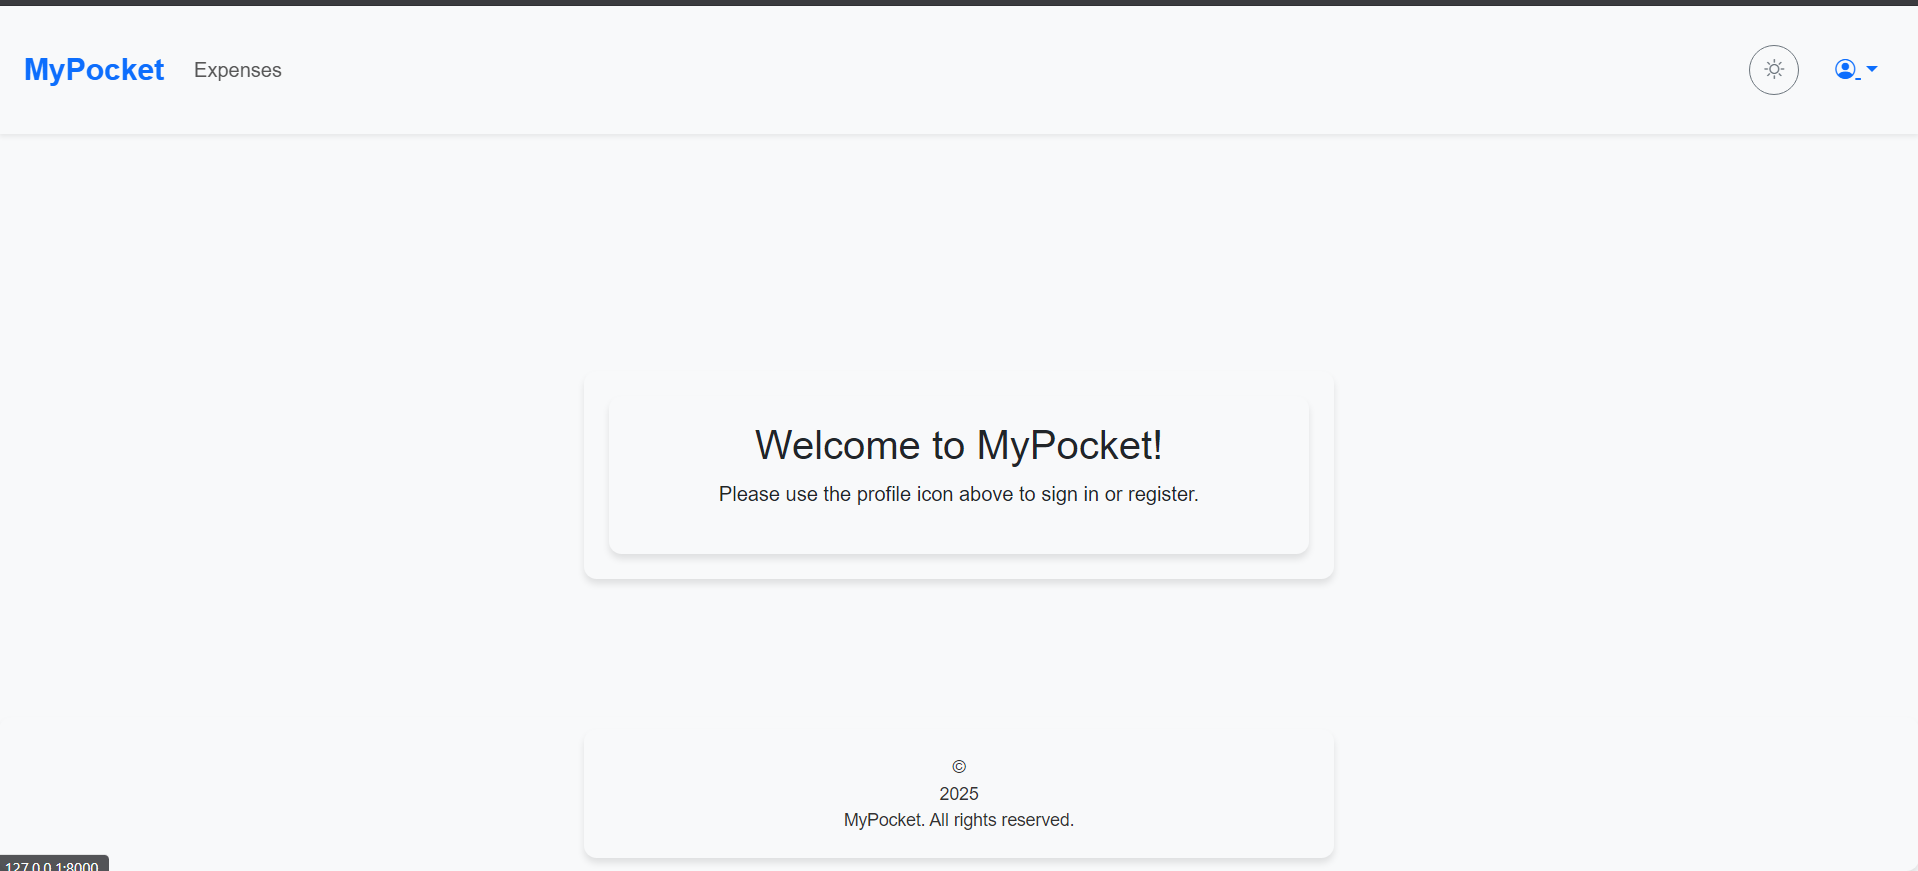 MyPocket Expenses
Welcome to MyPocket!
Please use the profile icon above to sign in or register.
©
2025
MyPocket. All rights reserved.
127.0.0.1:8000